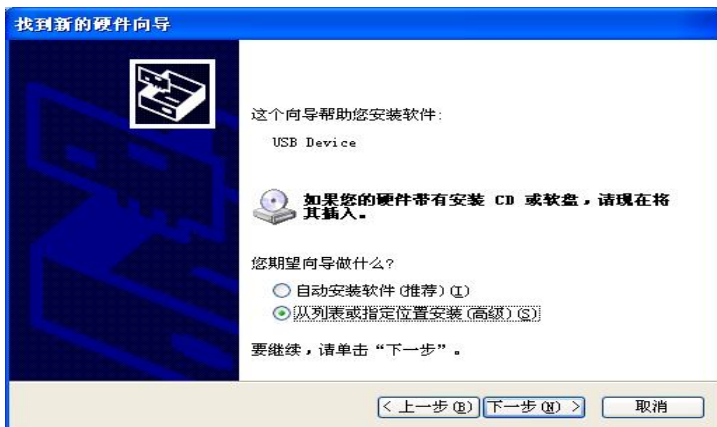 找到新的硬件向导
这个向导帮助您安装软件:
USB Device
如果您的硬件带有安装 CD 或软盘，请现在将
其插入。
您期望向导做什么?
自动安装软件(推荐)(I)
从列表或指定位置安装(高级)(S)
要继续，请单击“下一步”。
< 上一步(B) 下一步(N) > 取消